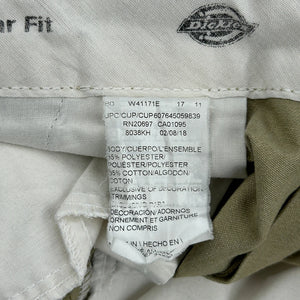 ar Fit
Dickies
W41171E 17 11
UPC/CUP/CUP607645059839
RN20697 CA01095
8038KH 02/08/18
BODY/CUERPO/L'ENSEMBLE
65% POLYESTER/
POLIESTER/POLYESTER
35% COTTON/ALGODON
COTON
EXCLUSIVE OF DECORATION
TRIMMINGS
DECORACION/ADORNOS
ORNEMENT ET GARNITURE
NON COMPRIS
IN / HECHO EN